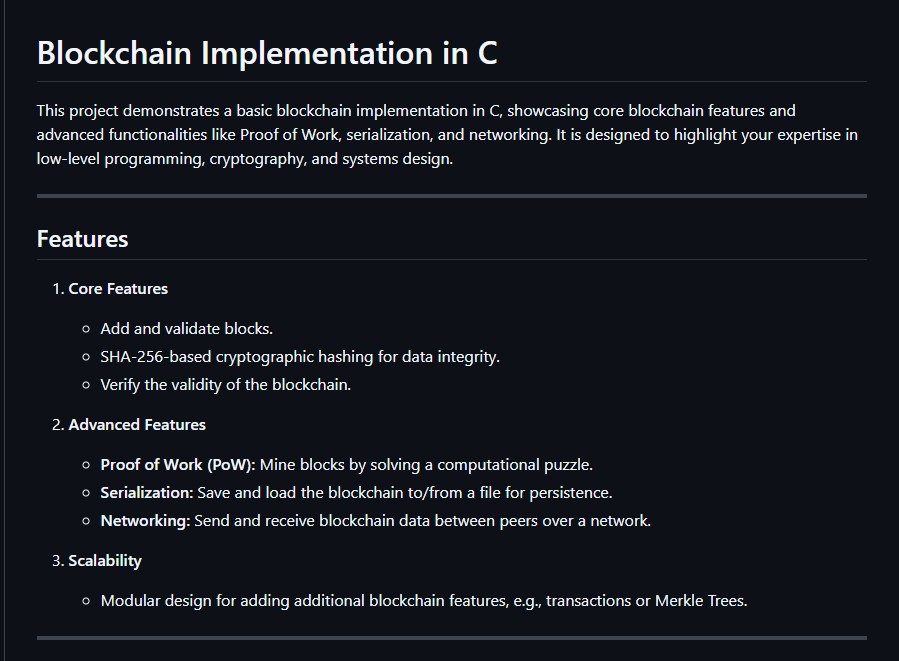 Blockchain Implementation in C
This project demonstrates a basic blockchain implementation in C, showcasing core blockchain features and
advanced functionalities like Proof of Work, serialization, and networking. It is designed to highlight your expertise in
low-level programming, cryptography, and systems design.
Features
1. Core Features
Add and validate blocks.
SHA-256-based cryptographic hashing for data integrity.
Verify the validity of the blockchain.
2. Advanced Features
Proof of Work (PoW): Mine blocks by solving a computational puzzle.
Serialization: Save and load the blockchain to/from a file for persistence.
Networking: Send and receive blockchain data between peers over a network.
3. Scalability
Modular design for adding additional blockchain features, e.g., transactions or Merkle Trees.